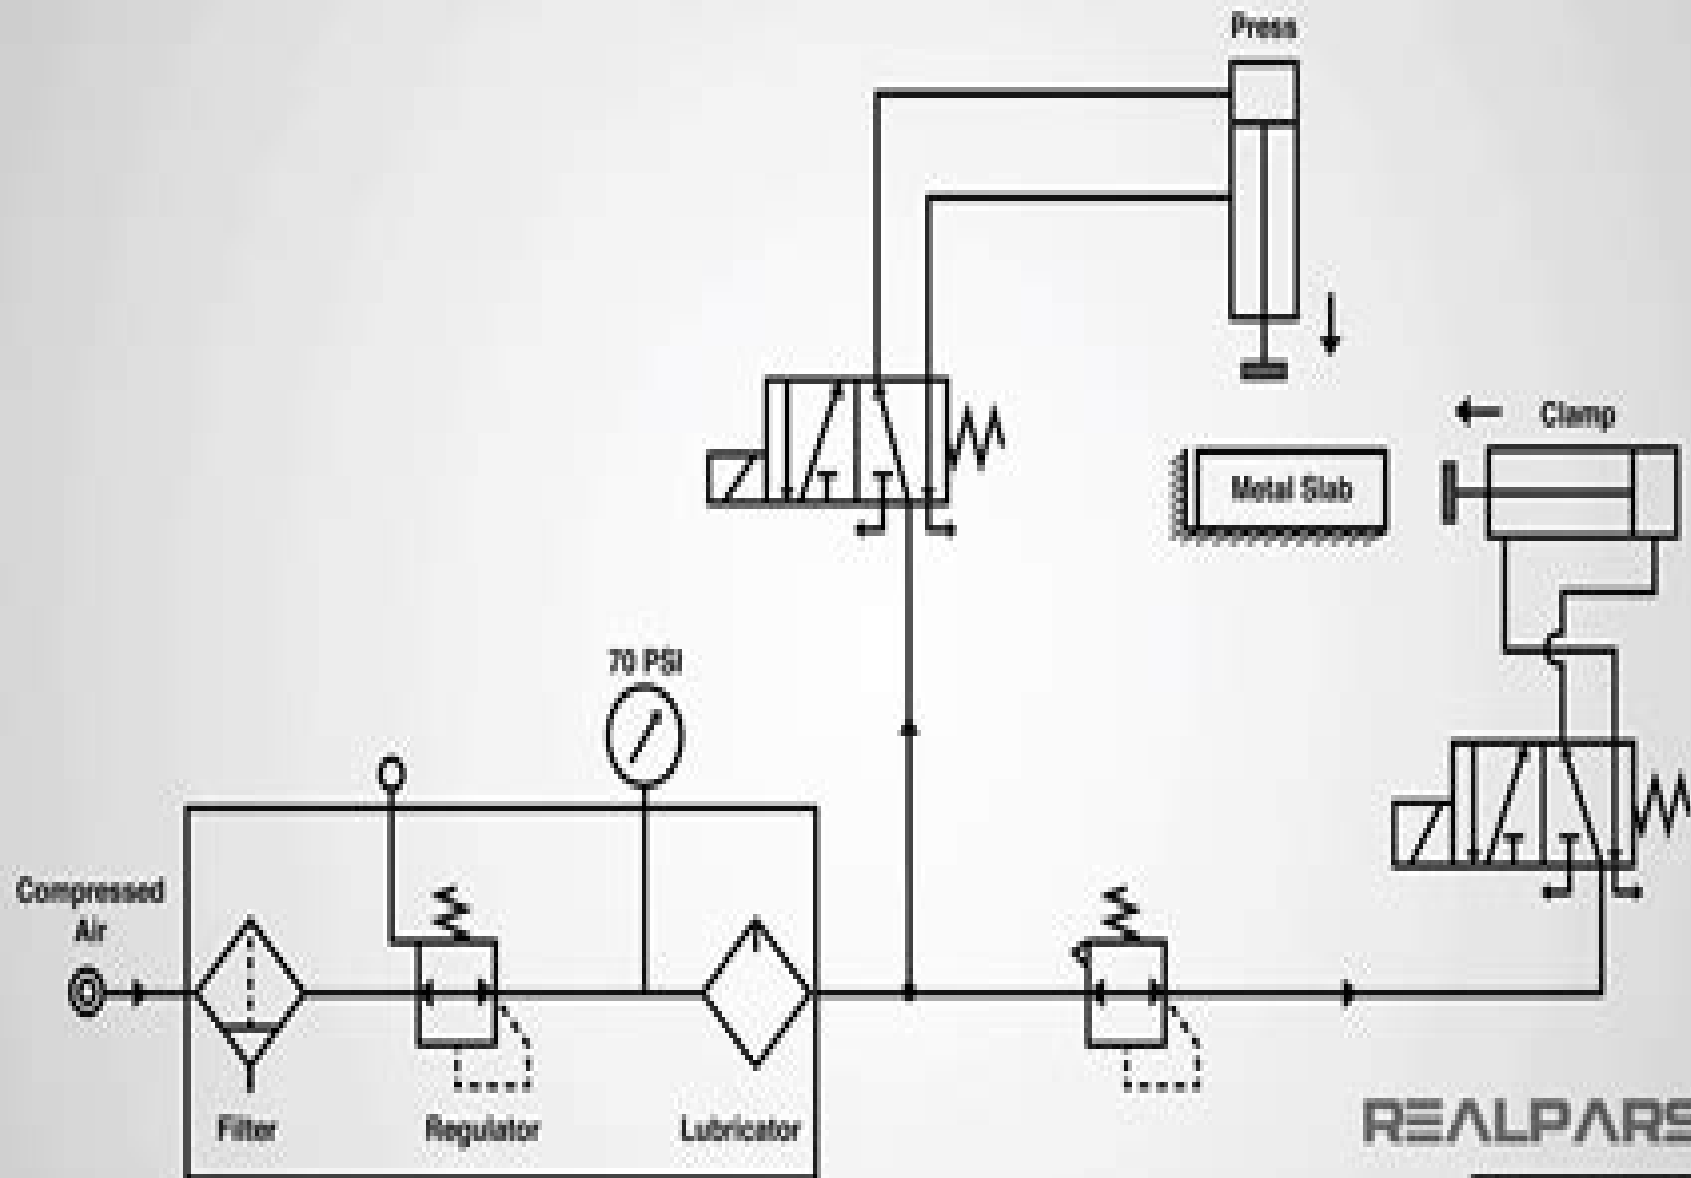 Press
Clamp
Metal Slab
70 PSI
Compressed
Air
Filter
Regulator
Lubricator
REALPARS